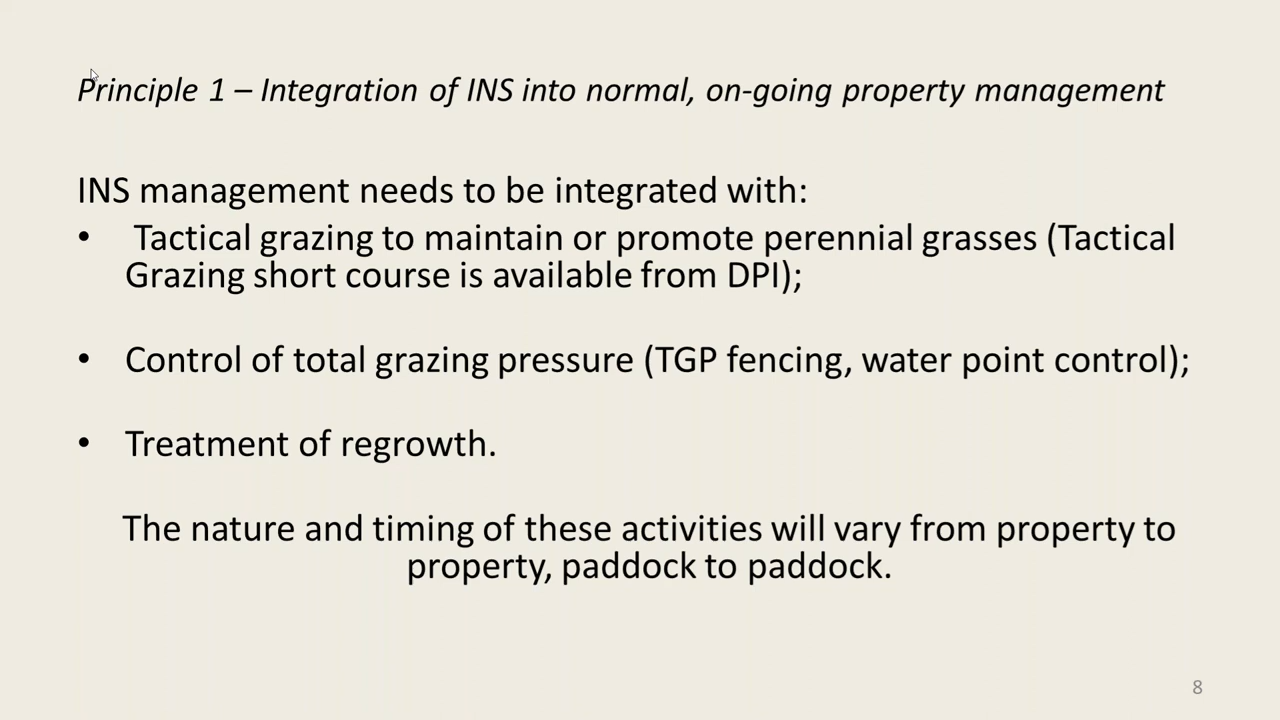 Principle 1 – Integration of INS into normal, on-going property management
INS management needs to be integrated with:
• Tactical grazing to maintain or promote perennial grasses (Tactical
Grazing short course is available from DPI);
• Control of total grazing pressure (TGP fencing, water point control);
• Treatment of regrowth.
The nature and timing of these activities will vary from property to
property, paddock to paddock.
8